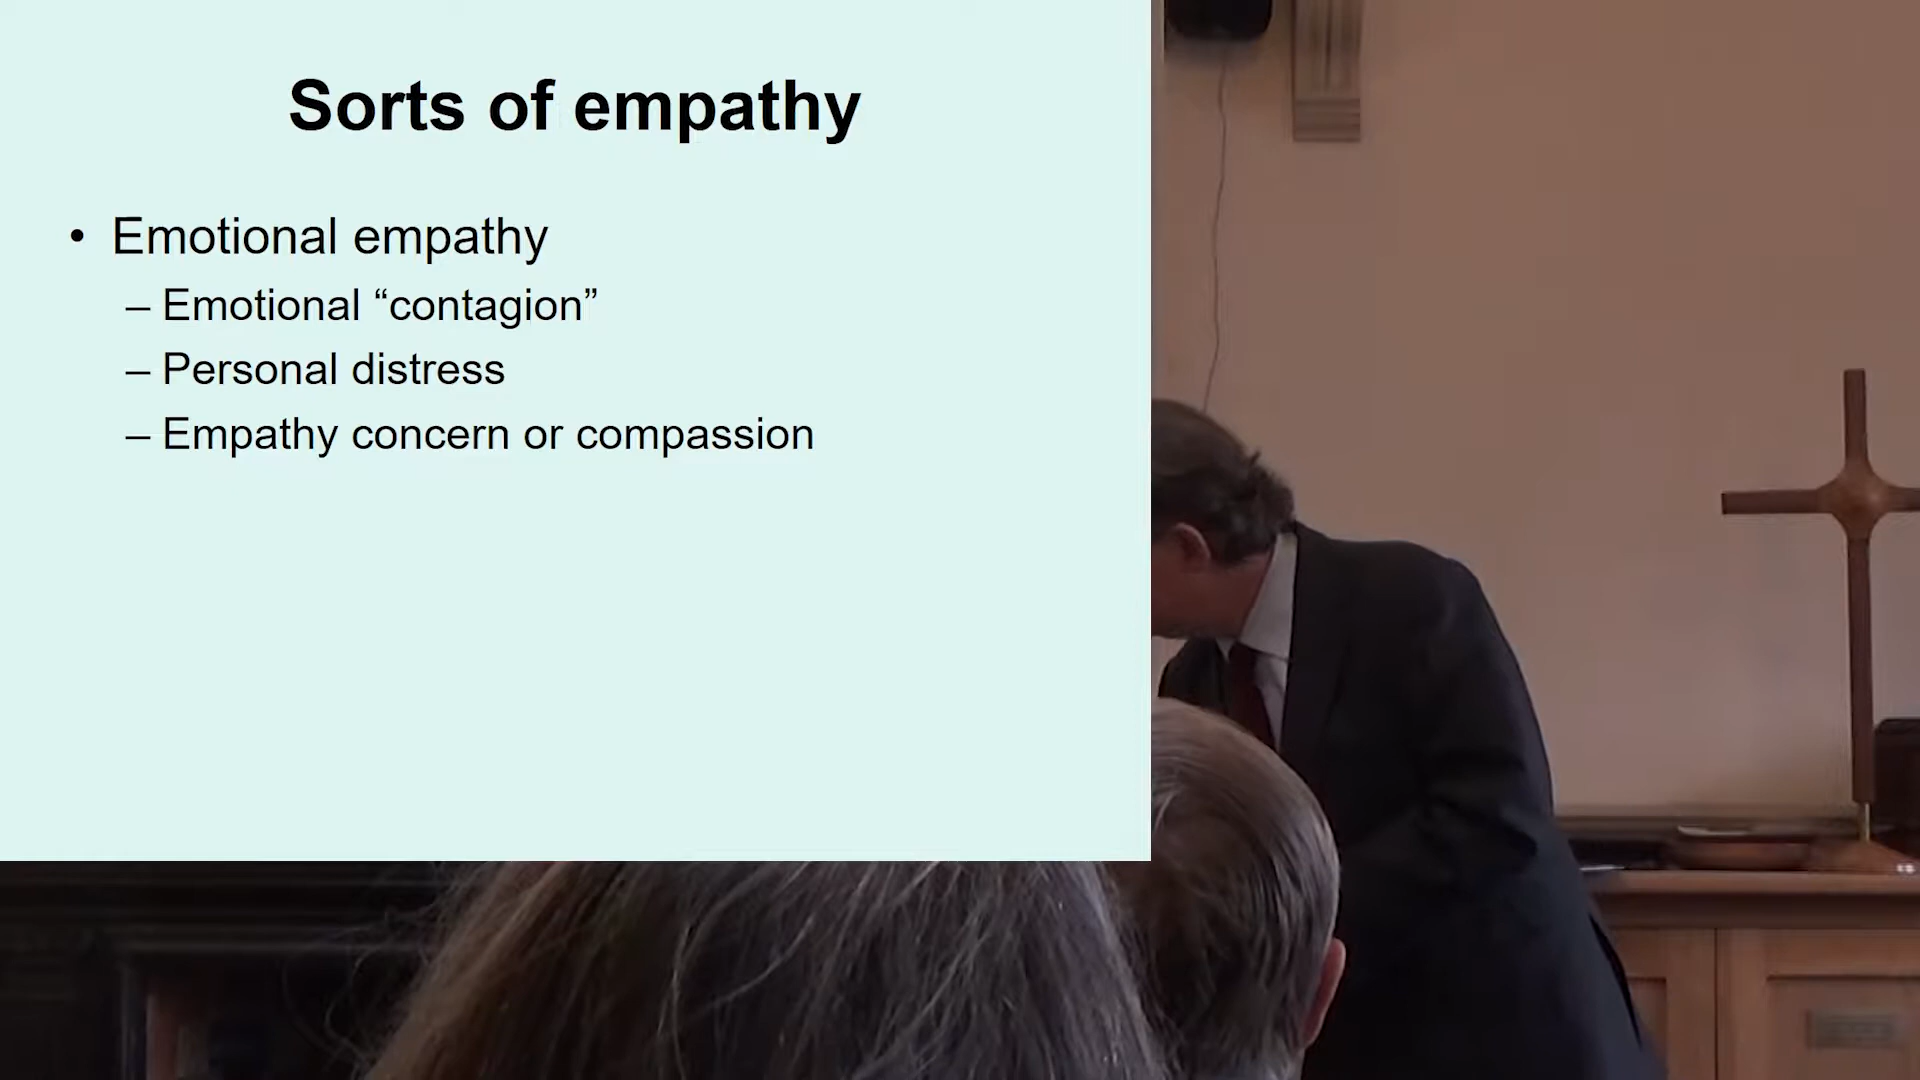 Sorts of empathy
• Emotional empathy
– Emotional “contagion”
– Personal distress
– Empathy concern or compassion